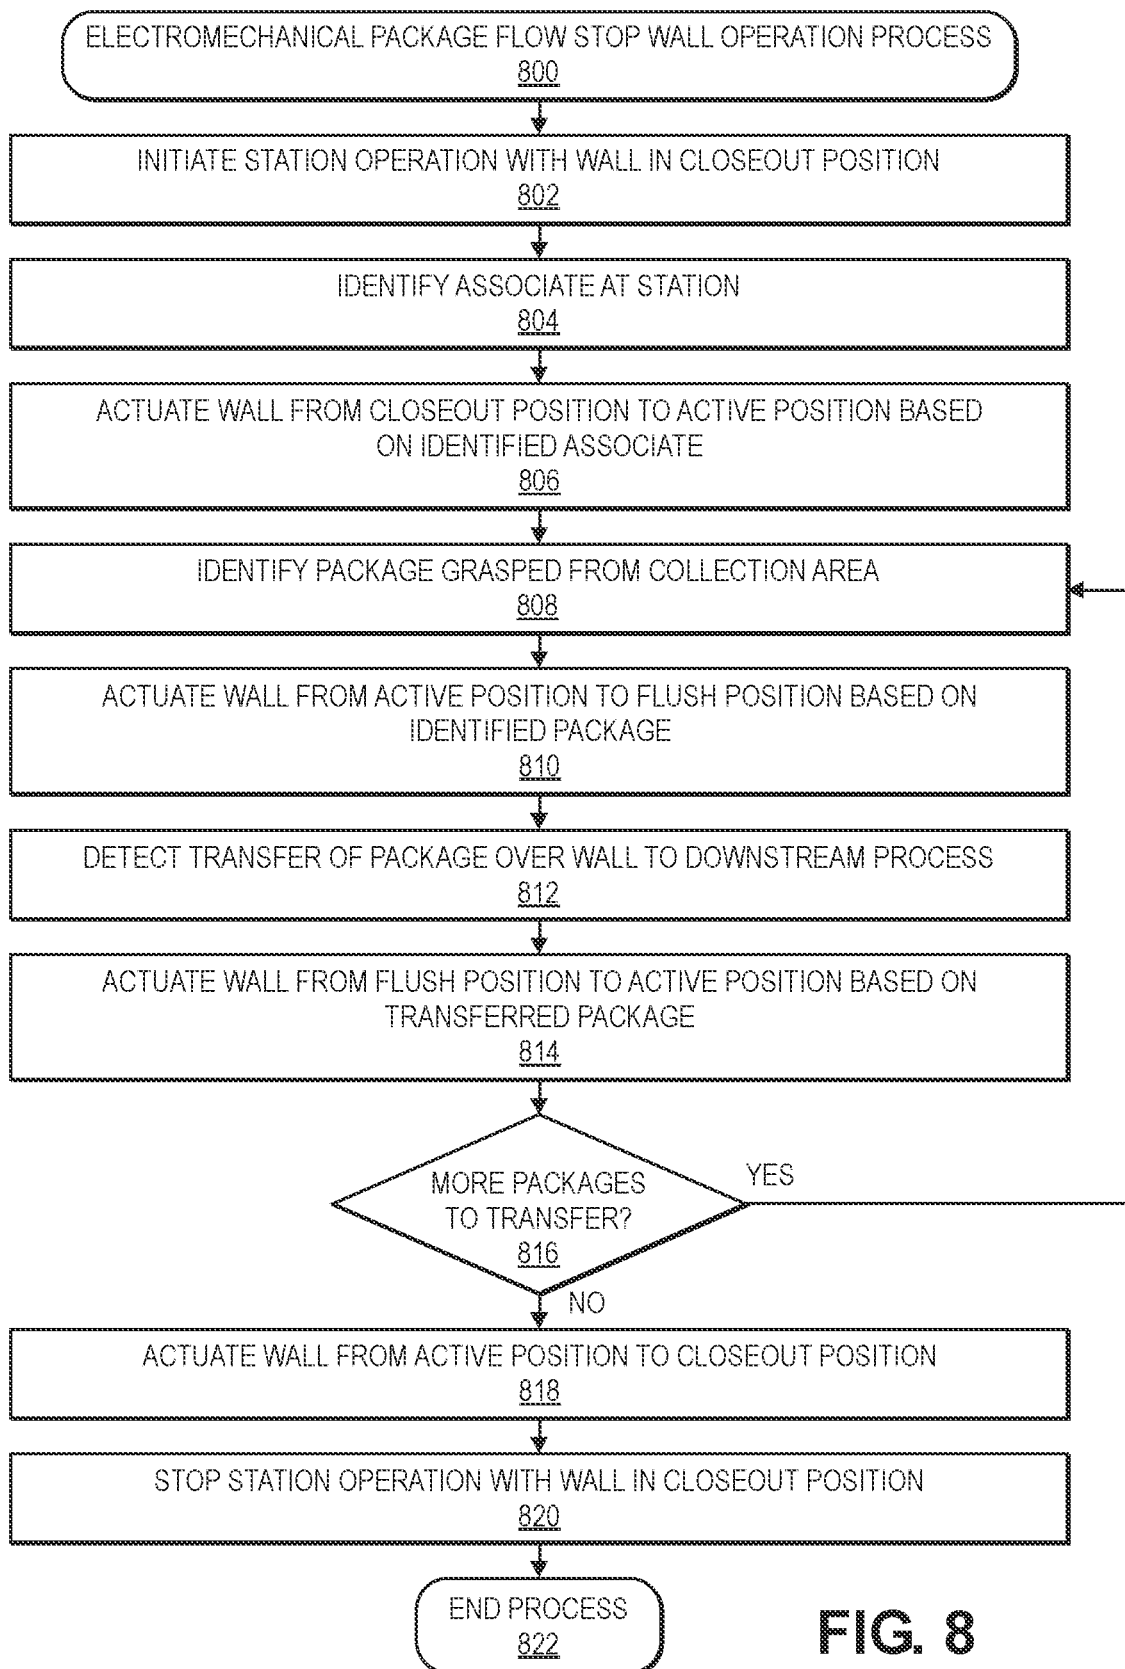 ELECTROMECHANICAL PACKAGE FLOW STOP WALL OPERATION PROCESS
800
INITIATE STATION OPERATION WITH WALL IN CLOSEOUT POSITION
802
IDENTIFY ASSOCIATE AT STATION
804
ACTUATE WALL FROM CLOSEOUT POSITION TO ACTIVE POSITION BASED
ON IDENTIFIED ASSOCIATE
806
IDENTIFY PACKAGE GRASPED FROM COLLECTION AREA
808
ACTUATE WALL FROM ACTIVE POSITION TO FLUSH POSITION BASED ON
IDENTIFIED PACKAGE
810
DETECT TRANSFER OF PACKAGE OVER WALL TO DOWNSTREAM PROCESS
812
ACTUATE WALL FROM FLUSH POSITION TO ACTIVE POSITION BASED ON
TRANSFERRED PACKAGE
814
MORE PACKAGES
TO TRANSFER?
816
YES
NO
ACTUATE WALL FROM ACTIVE POSITION TO CLOSEOUT POSITION
818
STOP STATION OPERATION WITH WALL IN CLOSEOUT POSITION
820
END PROCESS
822
FIG. 8